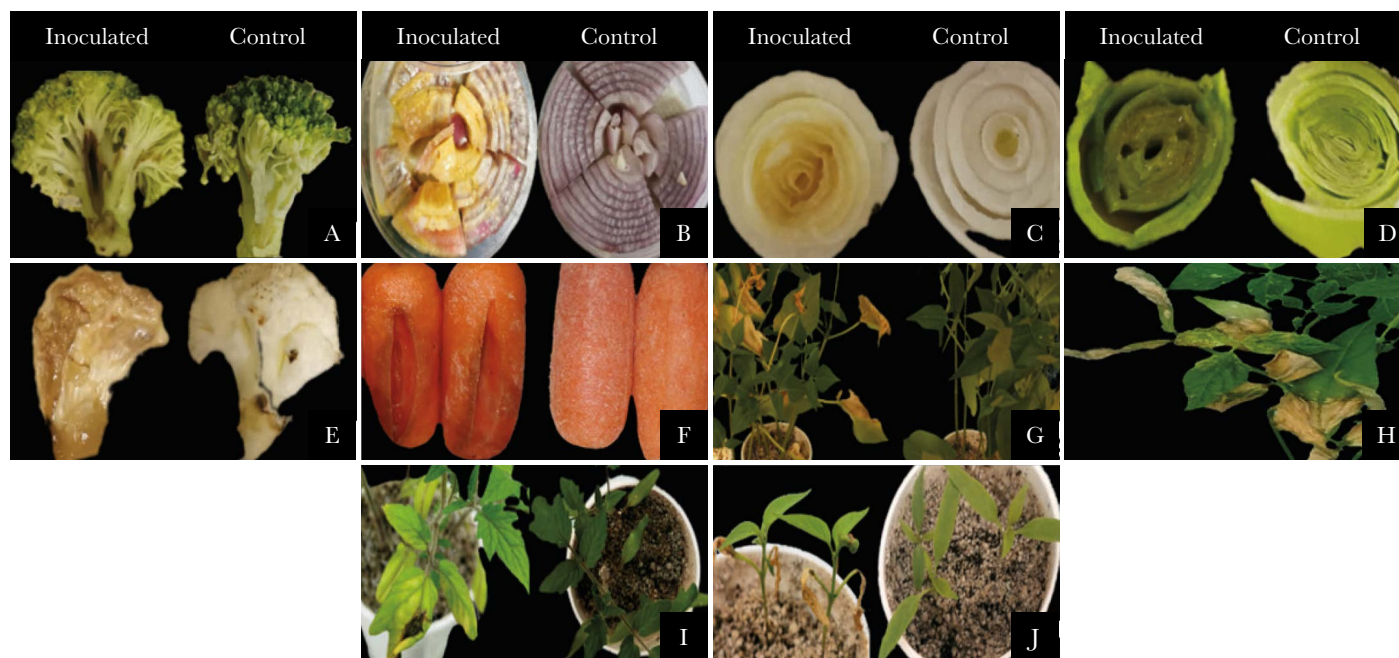 Inoculated Control
Inoculated Control
Inoculated Control
Inoculated Control
A
B
C
D
E
F
G
H
I
J